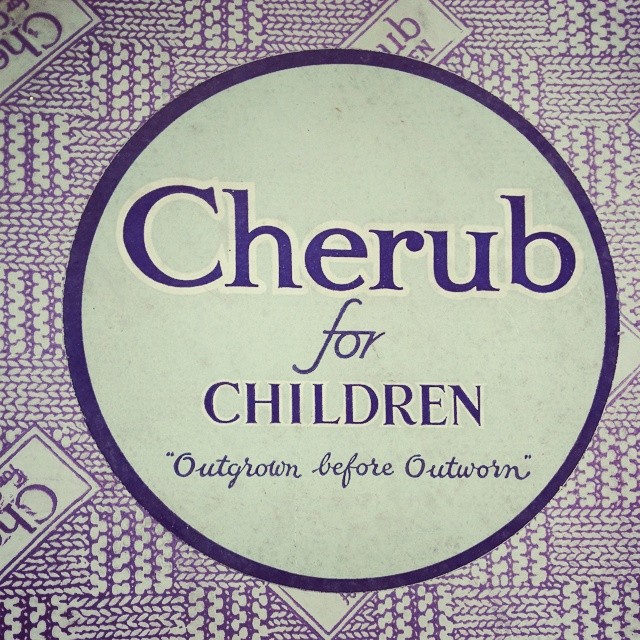 Cherub
for
CHILDREN
"Outgrown before Outworn"